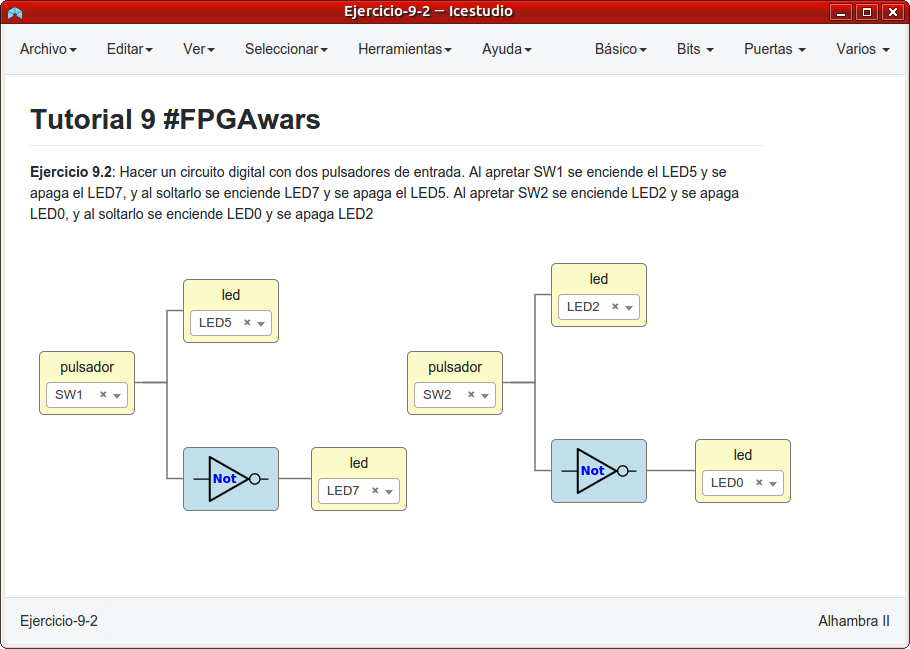 Ejercicio-9-2 — Icestudio
Archivo Editar Ver Seleccionar Herramientas Ayuda Básico Bits Puertas Varios
Tutorial 9 #FPGAwars
Ejercicio 9.2: Hacer un circuito digital con dos pulsadores de entrada. Al apretar SW1 se enciende el LED5 y se
apaga el LED7, y al soltarlo se enciende LED7 y se apaga el LED5. Al apretar SW2 se enciende LED2 y se apaga
LED0, y al soltarlo se enciende LED0 y se apaga LED2
led
LED5
pulsador
SW1
Not
led
LED7
led
LED2
pulsador
SW2
Not
led
LED0
Ejercicio-9-2
Alhambra II